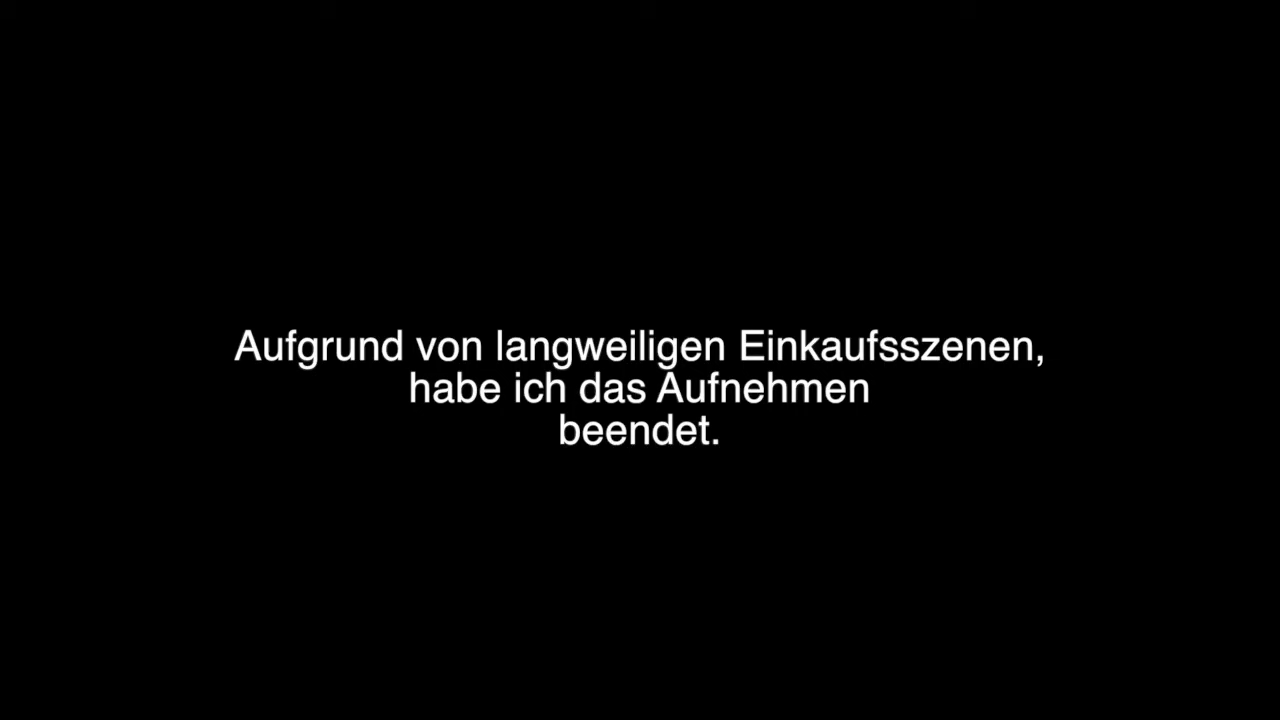 Aufgrund von langweiligen Einkaufsszenen,
habe ich das Aufnehmen
beendet.